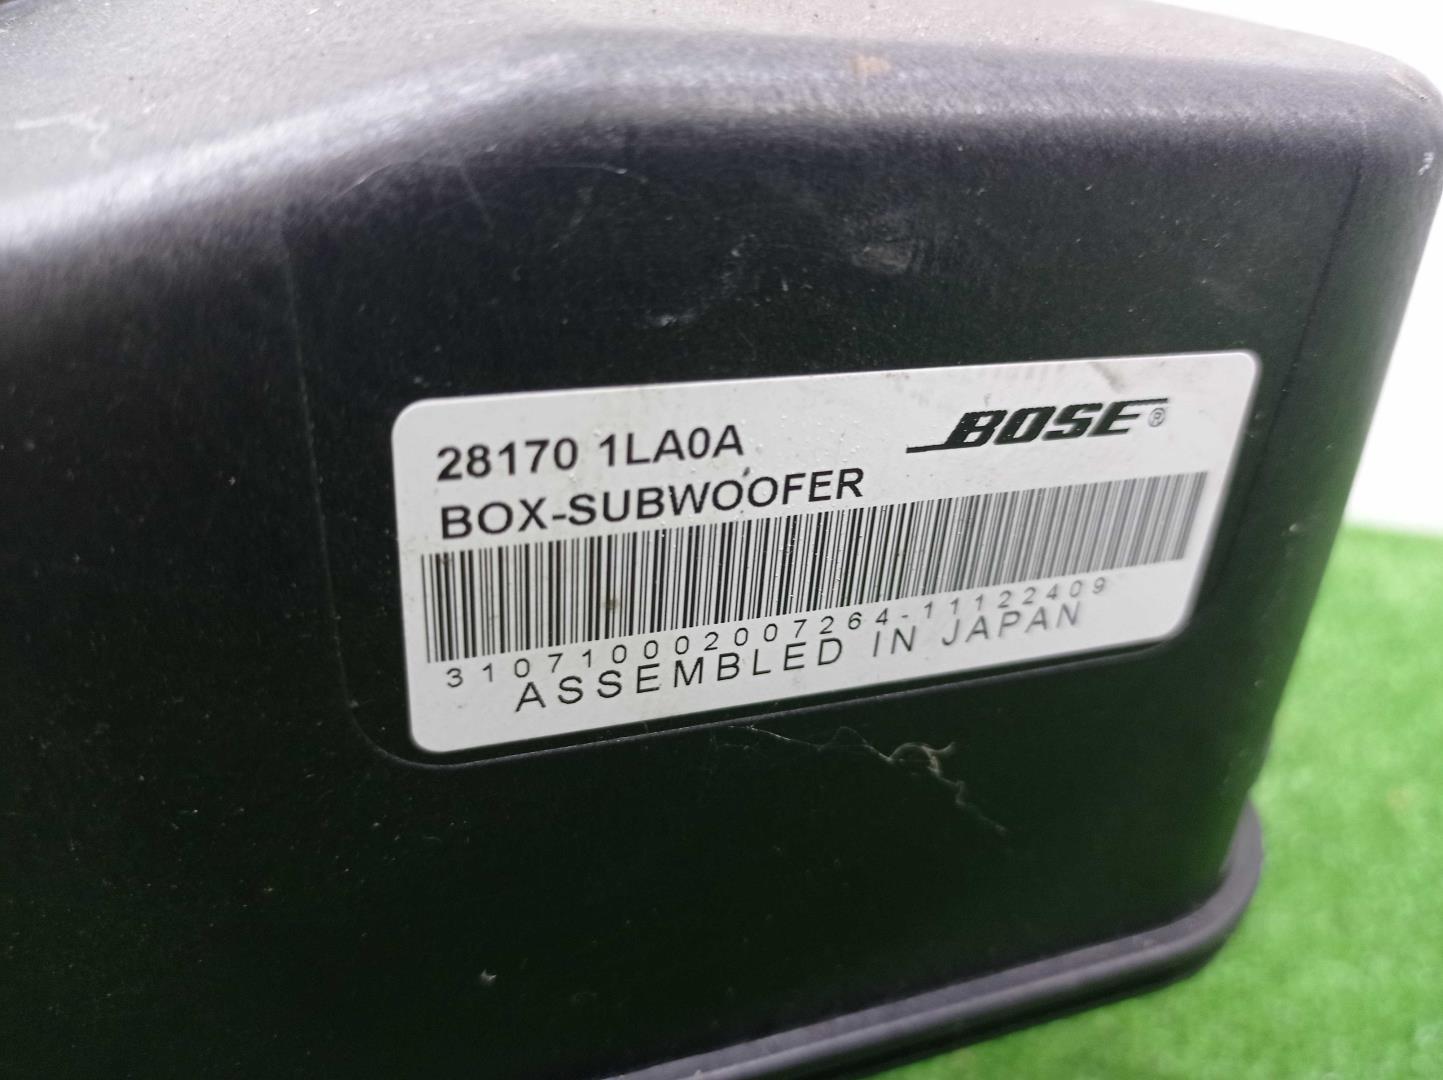 28170 1LA0A
BOSE®
BOX-SUBWOOFER
310710002007264-11122409
ASSEMBLED IN JAPAN